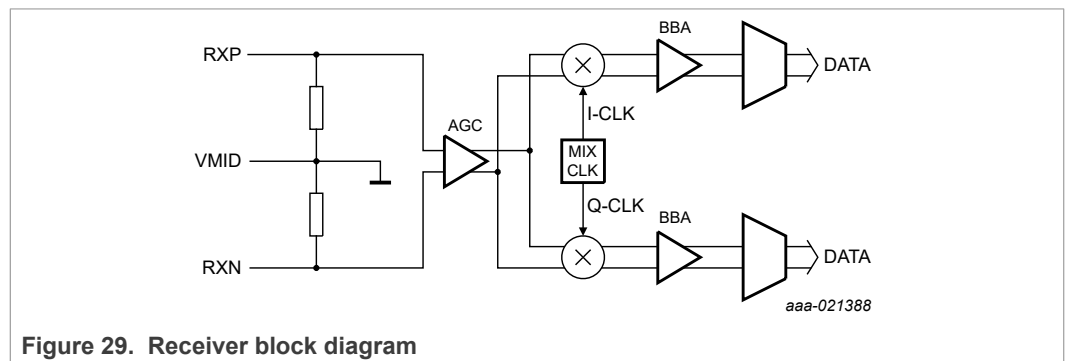 RXP
VMID
RXN
AGC
BBA
DATA
I-CLK
MIX
CLK
Q-CLK
BBA
DATA
aaa-021388
Figure 29. Receiver block diagram